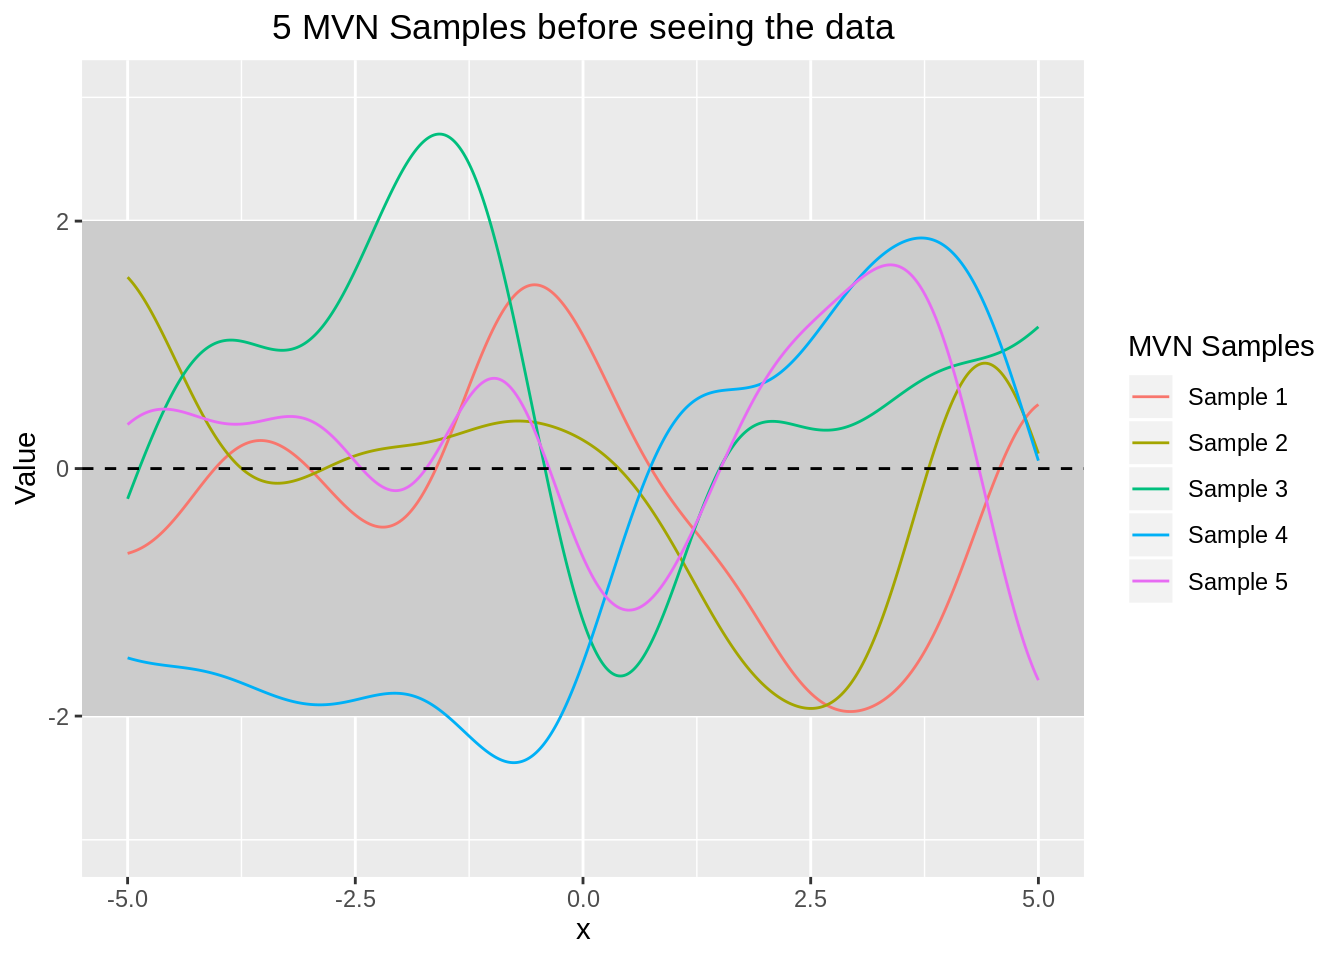 5 MVN Samples before seeing the data
Value
2
0
-2
-5.0
-2.5
0.0
2.5
5.0
x
MVN Samples
Sample 1
Sample 2
Sample 3
Sample 4
Sample 5